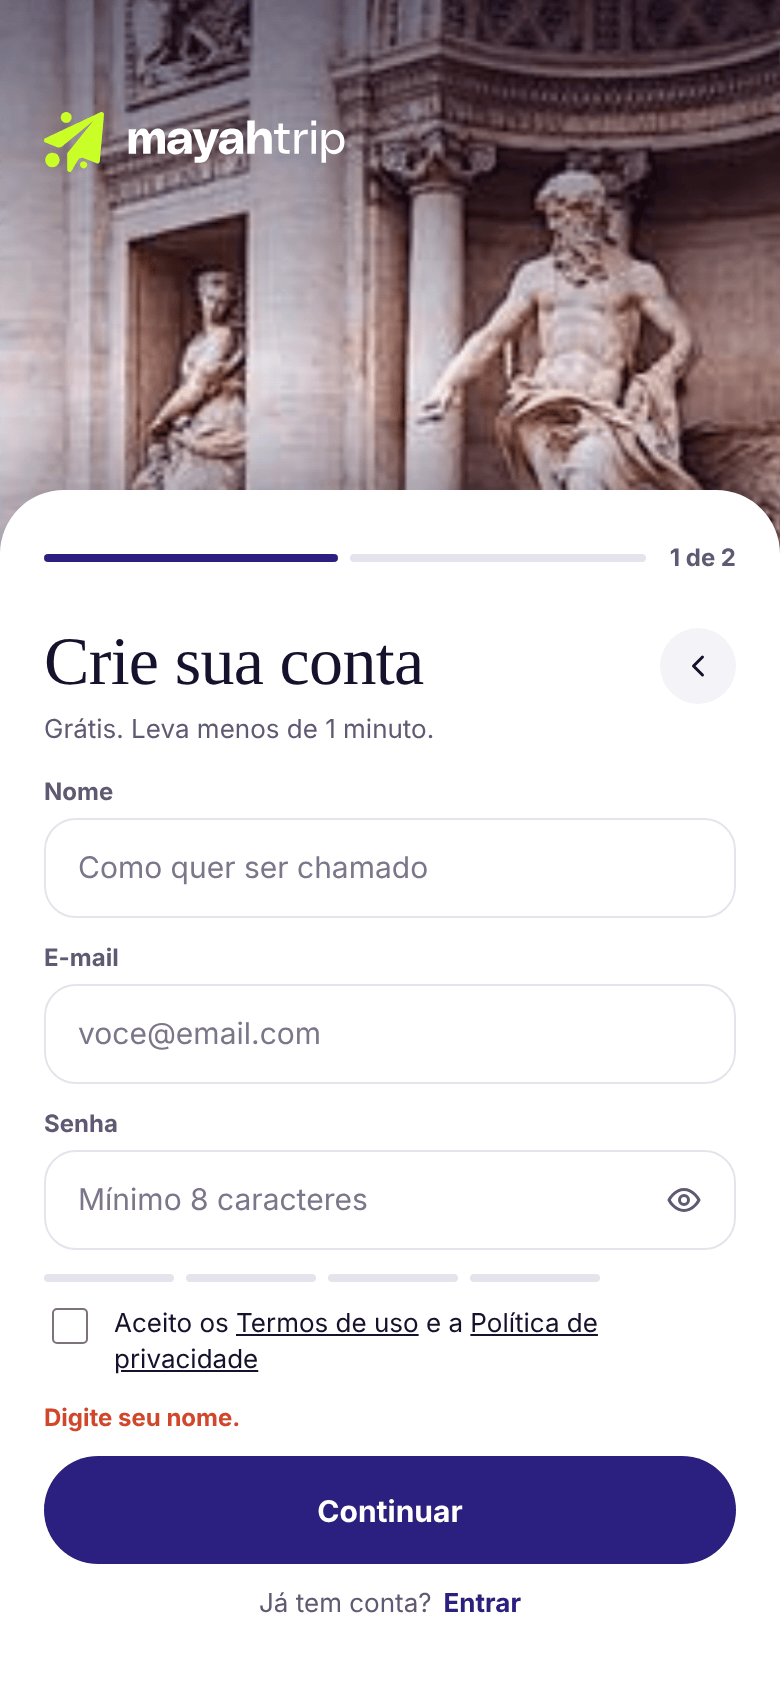 mayahtrip
1 de 2
Crie sua conta
Grátis. Leva menos de 1 minuto.
Nome
Como quer ser chamado
E-mail
voce@email.com
Senha
Mínimo 8 caracteres
Aceito os Termos de uso e a Política de
privacidade
Digite seu nome.
Continuar
Já tem conta? Entrar